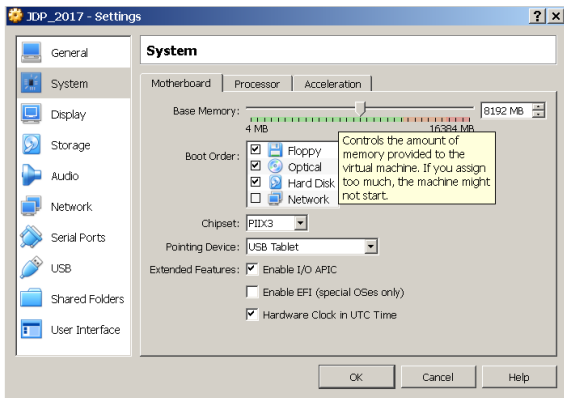 JDP_2017 - Settings
General
System
Display
Storage
Audio
Network
Serial Ports
USB
Shared Folders
User Interface
System
Motherboard Processor Acceleration
Base Memory: 8192 MB
4 MB 16384 MB
Controls the amount of
memory provided to the
virtual machine. If you assign
too much, the machine might
not start.
Boot Order: Floppy
Optical
Hard Disk
Network
Chipset: PIIX3
Pointing Device: USB Tablet
Extended Features: Enable I/O APIC
Enable EFI (special OSes only)
Hardware Clock in UTC Time
OK Cancel Help